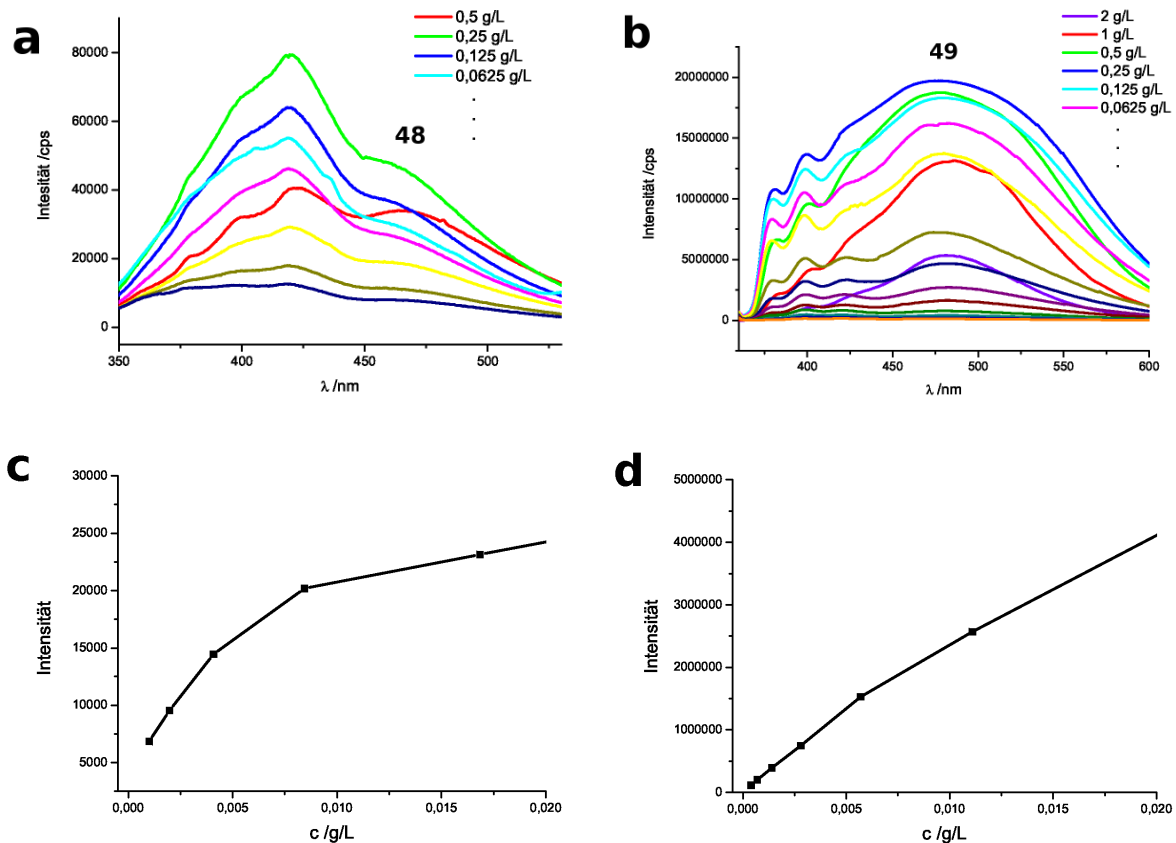 a
0,5 g/L
0,25 g/L
0,125 g/L
0,0625 g/L
48
Intensität /cps
80000
60000
40000
20000
0
350
400
450
500
λ /nm
b
49
2 g/L
1 g/L
0,5 g/L
0,25 g/L
0,125 g/L
0,0625 g/L
Intensität /cps
20000000
15000000
10000000
5000000
0
400
450
500
550
600
λ /nm
c
Intensität
30000
25000
20000
15000
10000
5000
0,000
0,005
0,010
0,015
0,020
c /g/L
d
Intensität
5000000
4000000
3000000
2000000
1000000
0
0,000
0,005
0,010
0,015
0,020
c /g/L